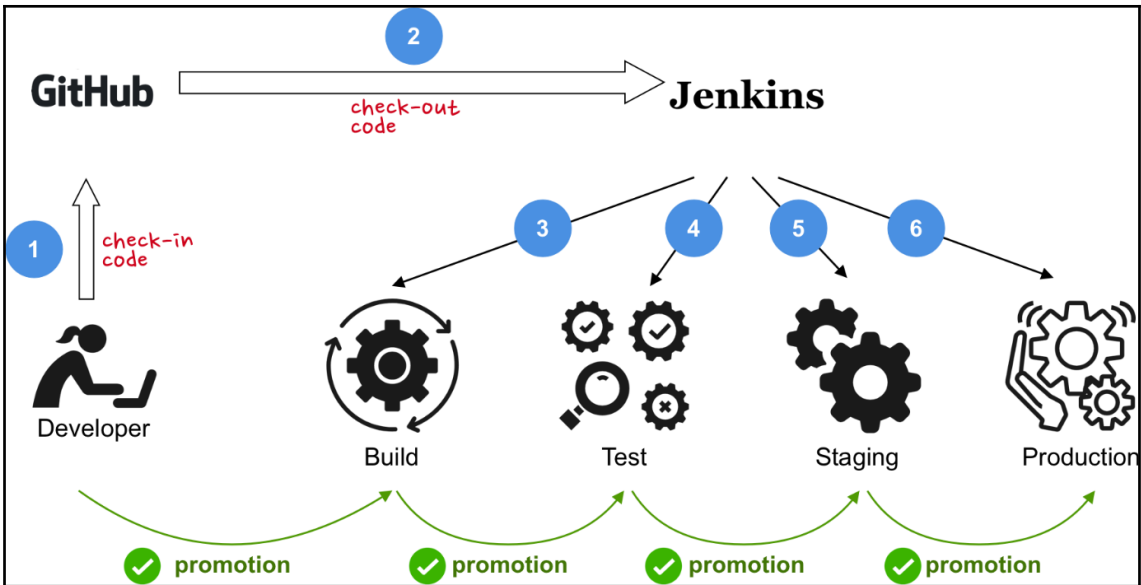 2
GitHub
Jenkins
check-out
code
1
check-in
code
3
4
5
6
Developer
Build
Test
Staging
Production
promotion
promotion
promotion
promotion